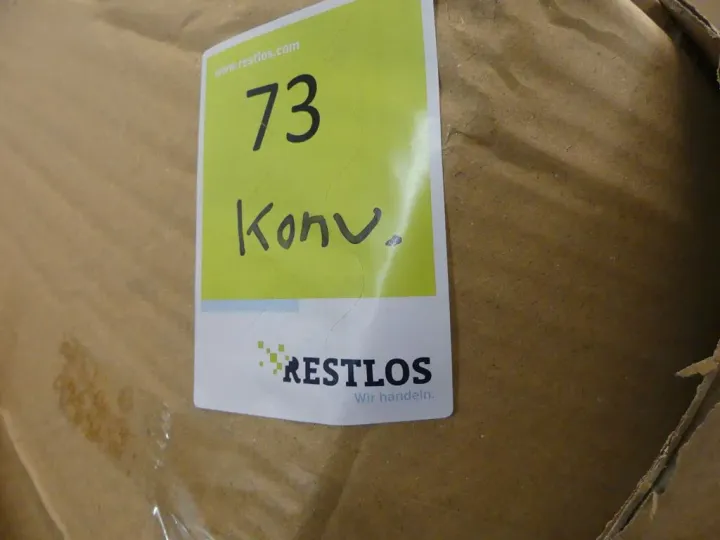 www.restlos.com
73
Konv.
RESTLOS
Wir handeln.